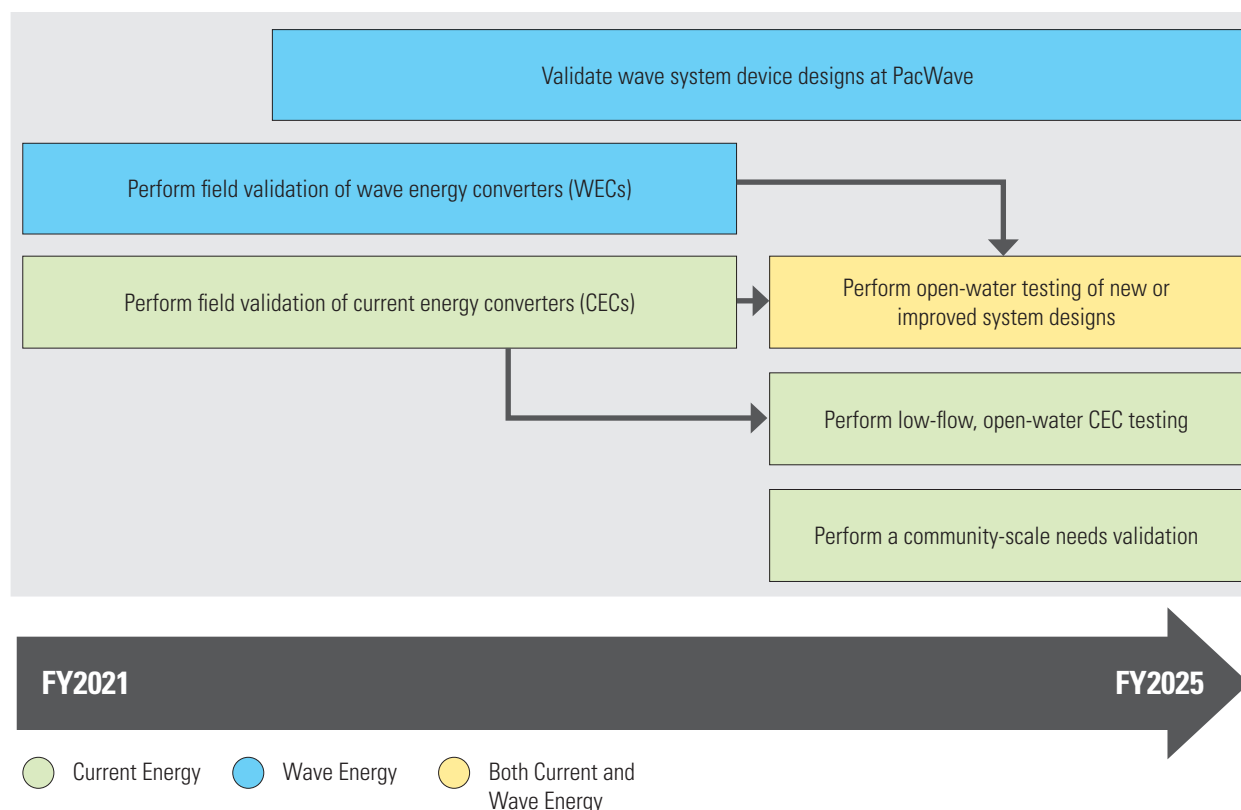 Validate wave system device designs at PacWave
Perform field validation of wave energy converters (WECs)
Perform field validation of current energy converters (CECs)
Perform open-water testing of new or
improved system designs
Perform low-flow, open-water CEC testing
Perform a community-scale needs validation
FY2021
FY2025
Current Energy
Wave Energy
Both Current and
Wave Energy